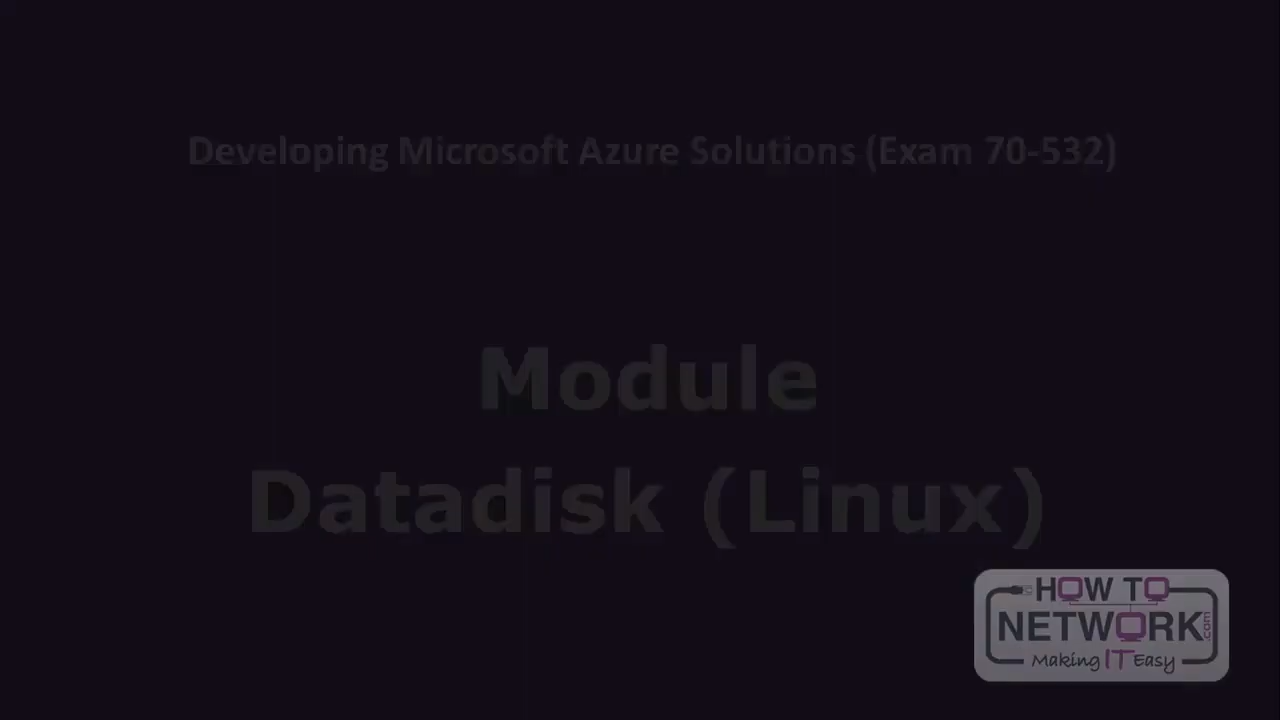 Developing Microsoft Azure Solutions (Exam 70-532)
Module
Datadisk (Linux)
HOW TO
NETWORK.com
Making IT Easy